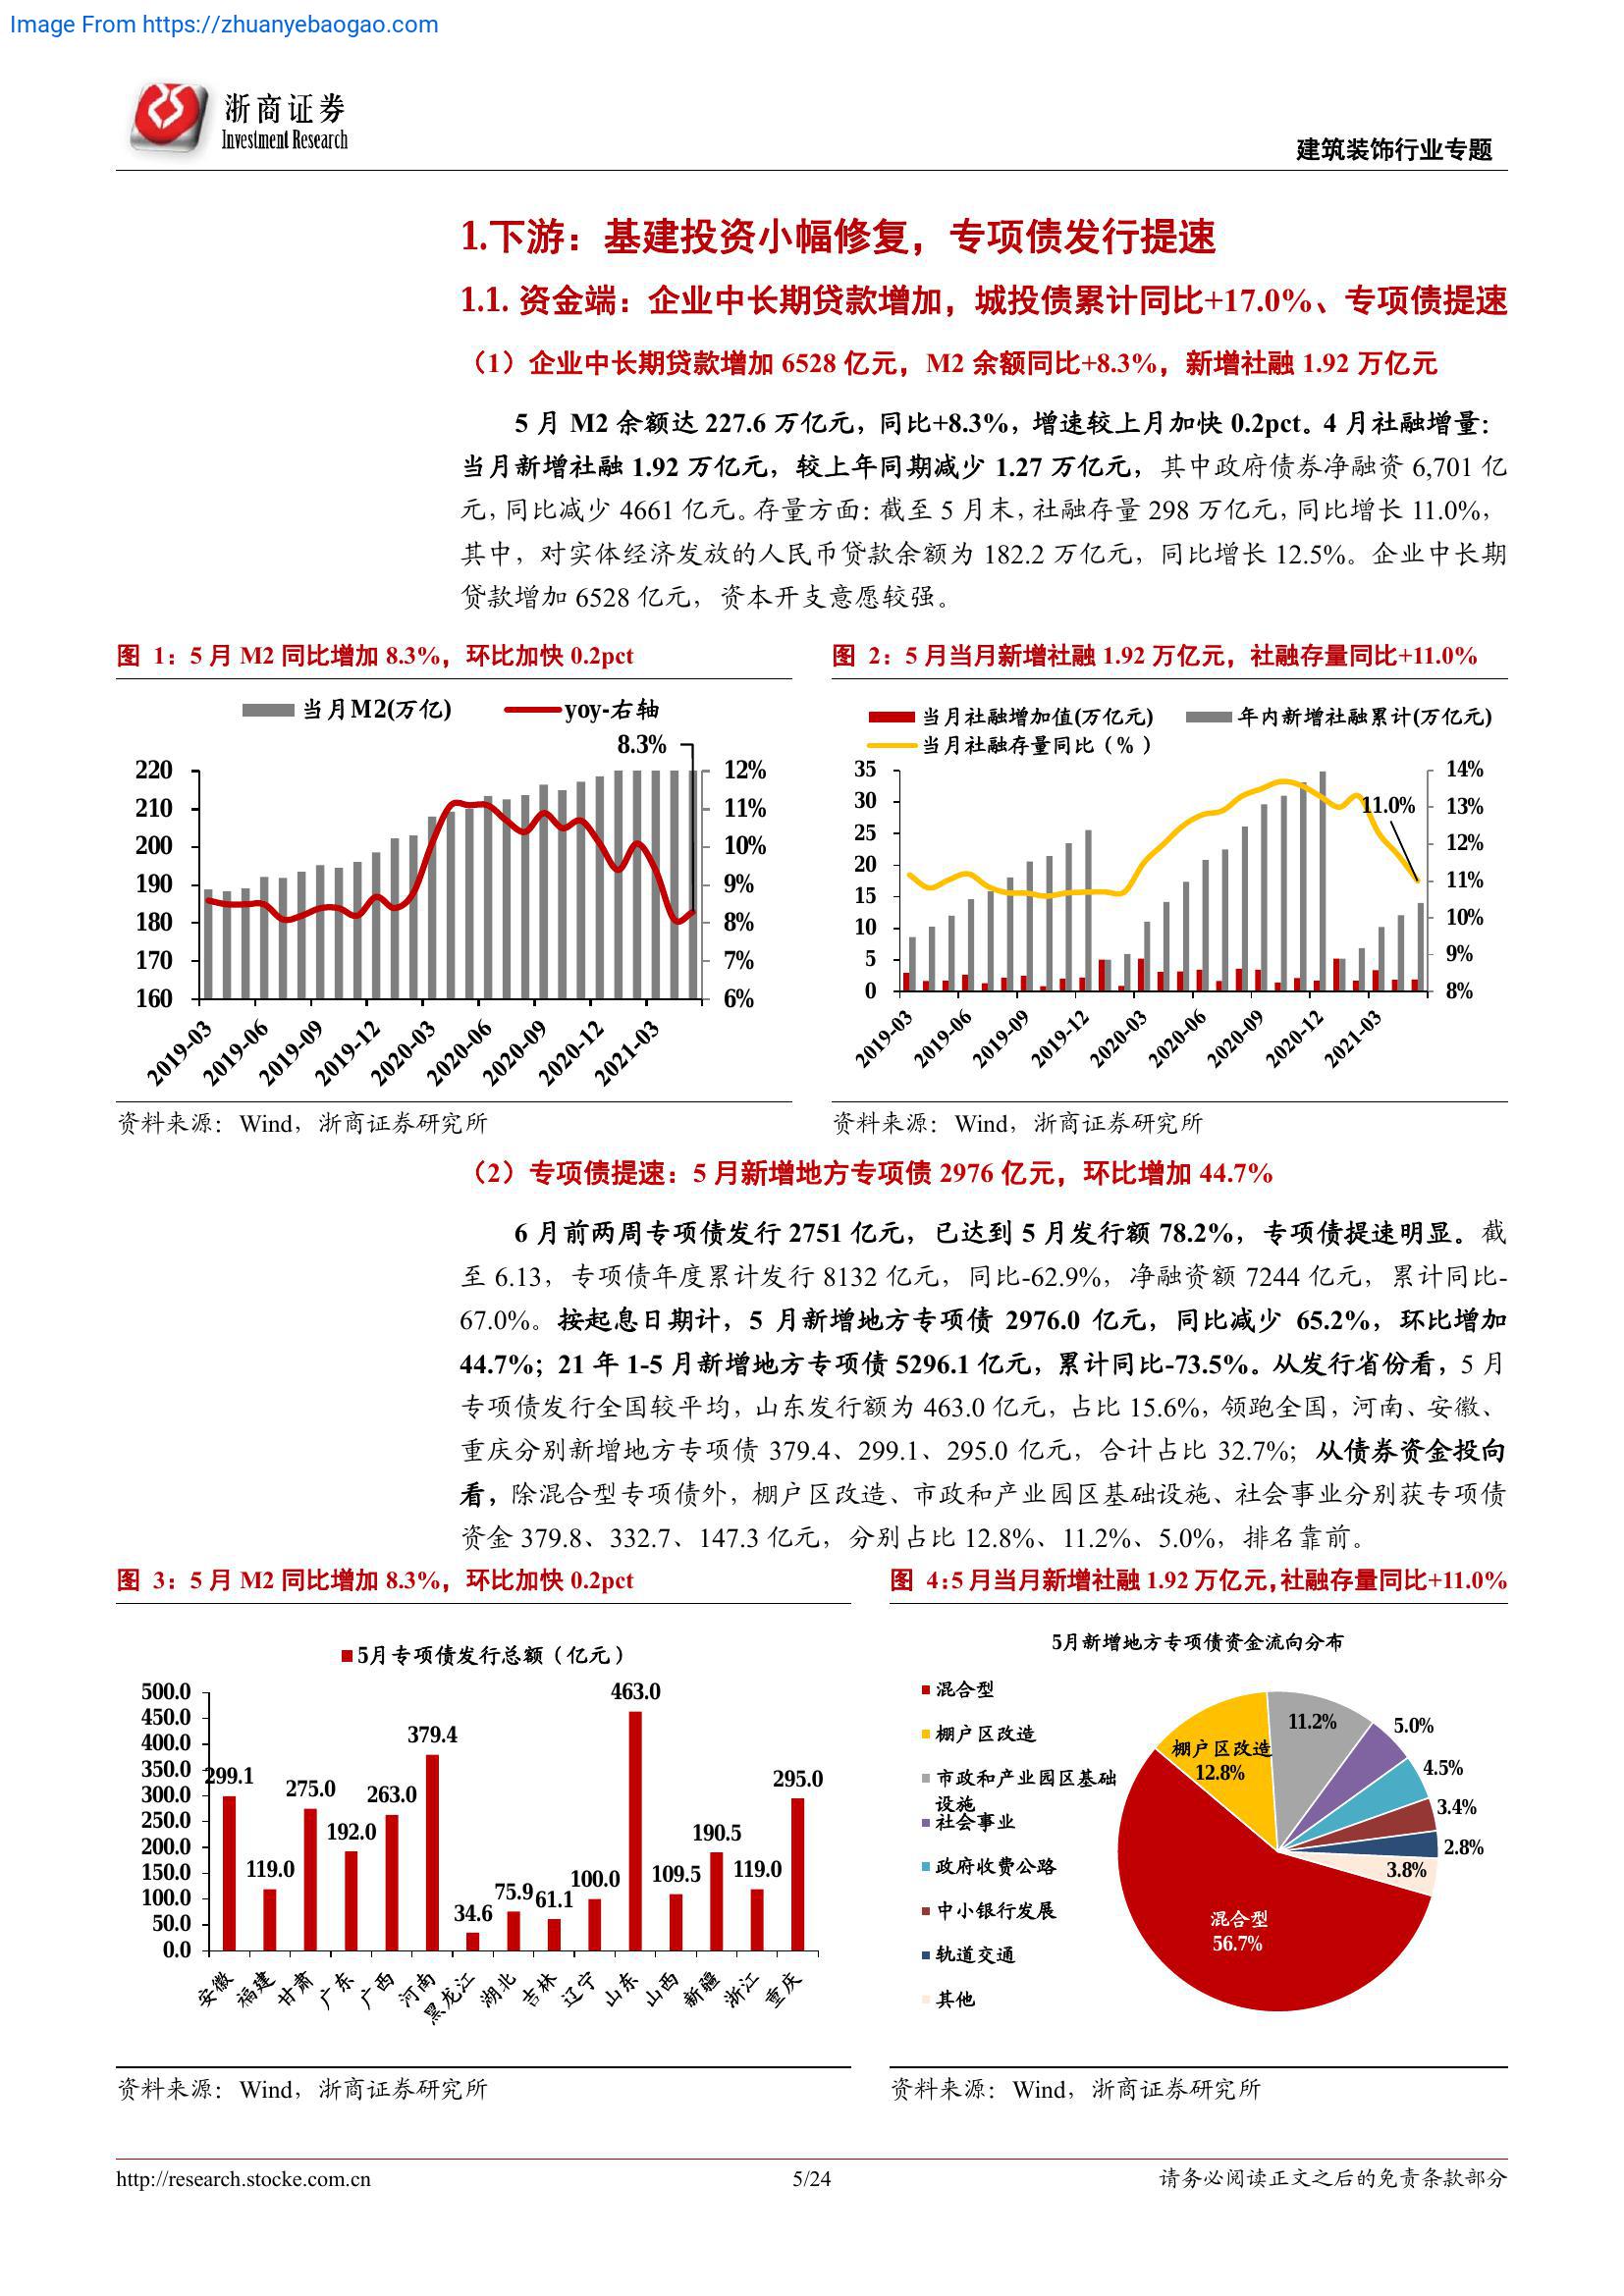 Image From https://zhuanyebaogao.com
浙商证券
Investment Research
建筑装饰行业专题
1.下游：基建投资小幅修复，专项债发行提速
1.1. 资金端：企业中长期贷款增加，城投债累计同比+17.0%、专项债提速
（1）企业中长期贷款增加 6528 亿元，M2 余额同比+8.3%，新增社融 1.92 万亿元
5 月 M2 余额达 227.6 万亿元，同比+8.3%，增速较上月加快 0.2pct。4 月社融增量：
当月新增社融 1.92 万亿元，较上年同期减少 1.27 万亿元，其中政府债券净融资 6,701 亿
元，同比减少 4661 亿元。存量方面：截至 5 月末，社融存量 298 万亿元，同比增长 11.0%，
其中，对实体经济发放的人民币贷款余额为 182.2 万亿元，同比增长 12.5%。企业中长期
贷款增加 6528 亿元，资本开支意愿较强。
图 1：5 月 M2 同比增加 8.3%，环比加快 0.2pct
当月M2(万亿) yoy-右轴
8.3%
220 12%
210 11%
200 10%
190 9%
180 8%
170 7%
160 6%
2019-03 2019-06 2019-09 2019-12 2020-03 2020-06 2020-09 2020-12 2021-03
资料来源：Wind，浙商证券研究所
图 2：5 月当月新增社融 1.92 万亿元，社融存量同比+11.0%
当月社融增加值(万亿元) 年内新增社融累计(万亿元)
当月社融存量同比（%）
35 14%
30 13%
25 12%
20 11%
15 10%
10 9%
5 8%
0
11.0%
2019-03 2019-06 2019-09 2019-12 2020-03 2020-06 2020-09 2020-12 2021-03
资料来源：Wind，浙商证券研究所
（2）专项债提速：5 月新增地方专项债 2976 亿元，环比增加 44.7%
6 月前两周专项债发行 2751 亿元，已达到 5 月发行额 78.2%，专项债提速明显。截
至 6.13，专项债年度累计发行 8132 亿元，同比-62.9%，净融资额 7244 亿元，累计同比-
67.0%。按起息日期计，5 月新增地方专项债 2976.0 亿元，同比减少 65.2%，环比增加
44.7%；21 年 1-5 月新增地方专项债 5296.1 亿元，累计同比-73.5%。从发行省份看，5 月
专项债发行全国较平均，山东发行额为 463.0 亿元，占比 15.6%，领跑全国，河南、安徽、
重庆分别新增地方专项债 379.4、299.1、295.0 亿元，合计占比 32.7%；从债券资金投向
看，除混合型专项债外，棚户区改造、市政和产业园区基础设施、社会事业分别获专项债
资金 379.8、332.7、147.3 亿元，分别占比 12.8%、11.2%、5.0%，排名靠前。
图 3：5 月 M2 同比增加 8.3%，环比加快 0.2pct
5月专项债发行总额（亿元）
500.0
450.0
400.0
350.0
300.0
250.0
200.0
150.0
100.0
50.0
0.0
299.1 119.0 275.0 192.0 263.0 379.4 34.6 75.9 61.1 100.0 463.0 109.5 190.5 119.0 295.0
安徽 福建 甘肃 广东 广西 河南 黑龙江 湖北 吉林 辽宁 山东 山西 新疆 浙江 重庆
资料来源：Wind，浙商证券研究所
图 4:5 月当月新增社融 1.92 万亿元,社融存量同比+11.0%
5月新增地方专项债资金流向分布
混合型
棚户区改造
市政和产业园区基础
设施
社会事业
政府收费公路
中小银行发展
轨道交通
其他
棚户区改造
12.8%
11.2%
5.0%
4.5%
3.4%
2.8%
3.8%
混合型
56.7%
资料来源：Wind，浙商证券研究所
http://research.stocke.com.cn
5/24
请务必阅读正文之后的免责条款部分